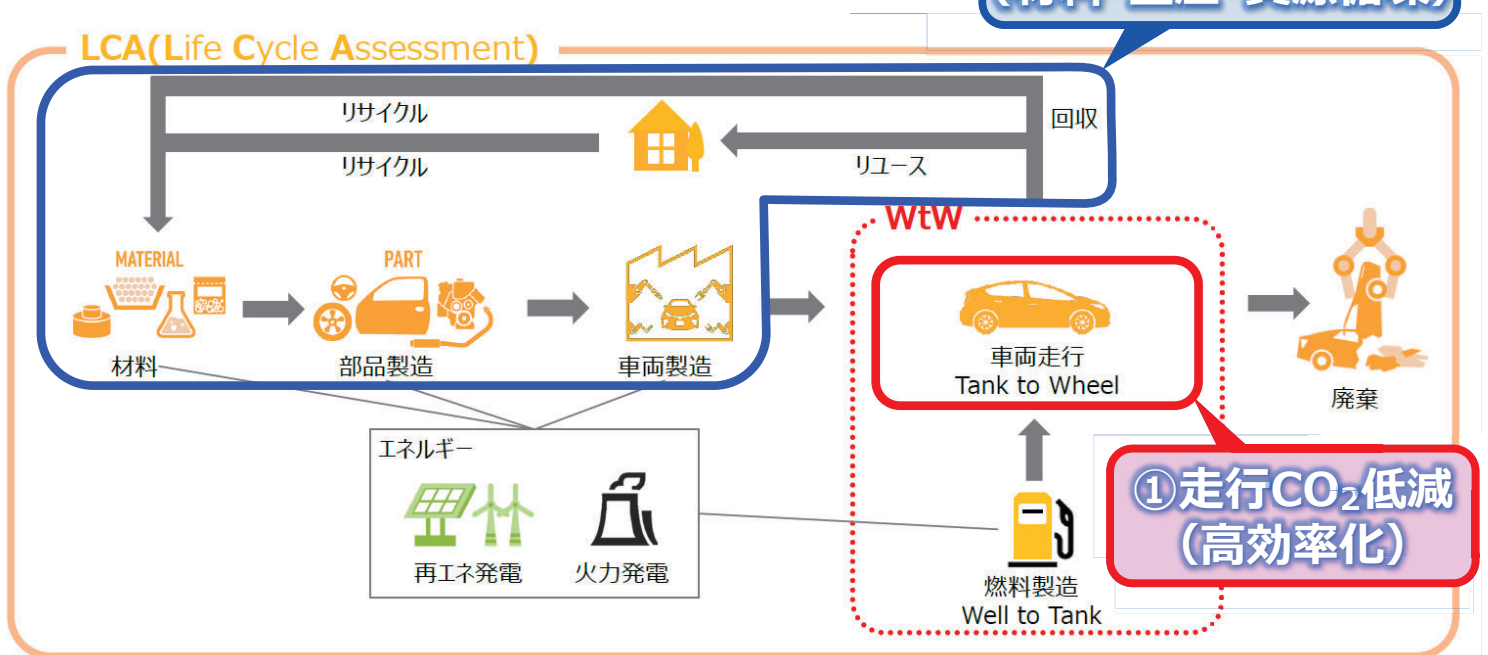 LCA(Life Cycle Assessment)
リサイクル
回収
リサイクル
リユース
WtW
MATERIAL
PART
材料
部品製造
車両製造
車両走行
Tank to Wheel
廃棄
エネルギー
再エネ発電
火力発電
燃料製造
Well to Tank
①走行CO₂低減
（高効率化）